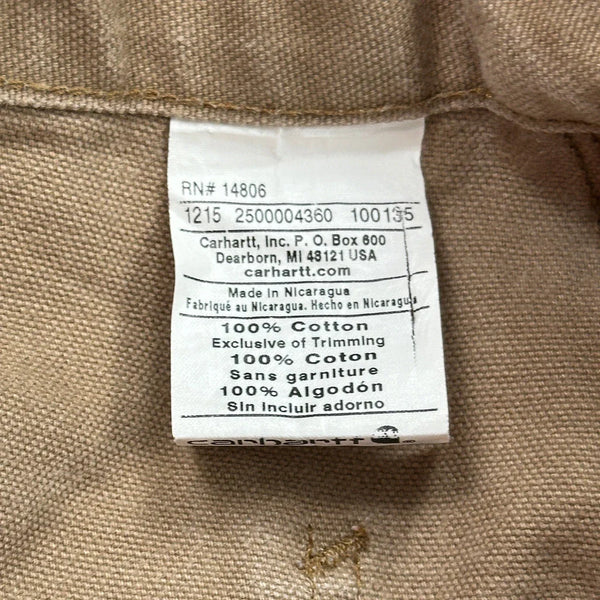 RN# 14806
1215 2500004360 100135
Carhartt, Inc. P. O. Box 600
Dearborn, MI 48121 USA
carhartt.com
Made in Nicaragua
Fabriqué au Nicaragua. Hecho en Nicaragua
100% Cotton
Exclusive of Trimming
100% Coton
Sans garniture
100% Algodón
Sin incluir adorno
carhartt ®